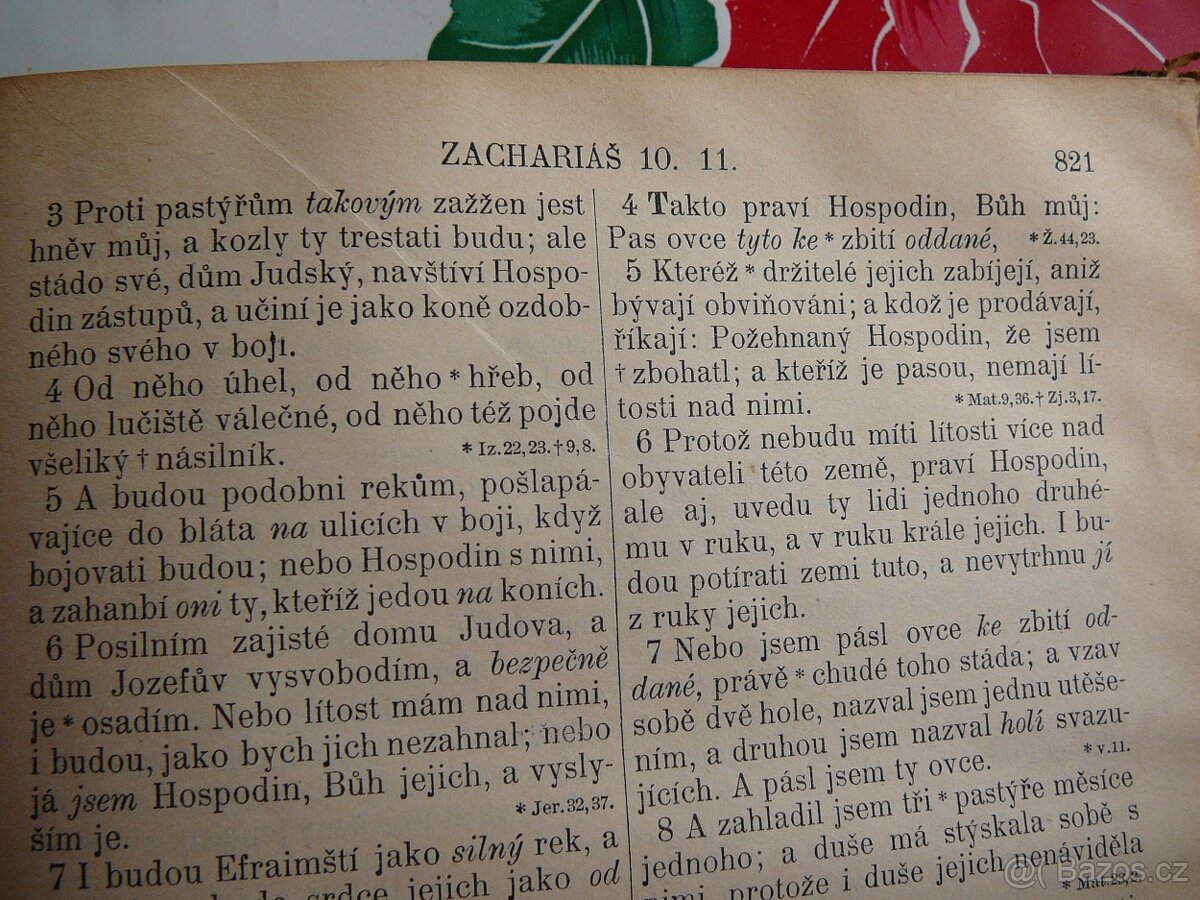 ZACHARIÁŠ 10. 11.
821
3 Proti pastýřům takovým zažžen jest
hněv můj, a kozly ty trestati budu; ale
stádo své, dům Judský, navštíví Hospo-
din zástupů, a učiní je jako koně ozdob-
ného svého v boji.
4 Od něho úhel, od něho * hřeb, od
něho lučiště válečné, od něho též pojde
všeliký † násilník. * Iz. 22, 23. † 9, 8.
5 A budou podobni rekům, pošlapá-
vajíce do bláta na ulicích v boji, když
bojovati budou; nebo Hospodin s nimi,
a zahanbí oni ty, kteříž jedou na koních.
6 Posilním zajisté domu Judova, a
dům Jozefův vysvobodím, a bezpečně
je * osadím. Nebo lítost mám nad nimi,
i budou, jako bych jich nezahnal; nebo
já jsem Hospodin, Bůh jejich, a vysly-
ším je. * Jer. 32, 37.
7 I budou Efraimští jako silný rek, a
srdce jejich jako od
4 Takto praví Hospodin, Bůh můj:
Pas ovce tyto ke * zbití oddané, * Ž. 44, 23.
5 Kteréž * držitelé jejich zabíjejí, aniž
bývají obviňováni; a kdož je prodávají,
říkají: Požehnaný Hospodin, že jsem
† zbohatl; a kteříž je pasou, nemají lí-
tosti nad nimi. * Mat. 9, 36. † Zj. 3, 17.
6 Protož nebudu míti lítosti více nad
obyvateli této země, praví Hospodin,
ale aj, uvedu ty lidi jednoho druhé-
mu v ruku, a v ruku krále jejich. I bu-
dou potírati zemi tuto, a nevytrhnu jí
z ruky jejich.
7 Nebo jsem pásl ovce ke zbití od-
dané, právě * chudé toho stáda; a vzav
sobě dvě hole, nazval jsem jednu utěše-
ním, a druhou jsem nazval holí svazu-
jících. A pásl jsem ty ovce. * v. 11.
8 A zahladil jsem tři * pastýře měsíce
jednoho; a duše má stýskala sobě s
nimi, protože i duše jejich nenáviděla
* Mat. 23, 2.
@ Bazos.cz